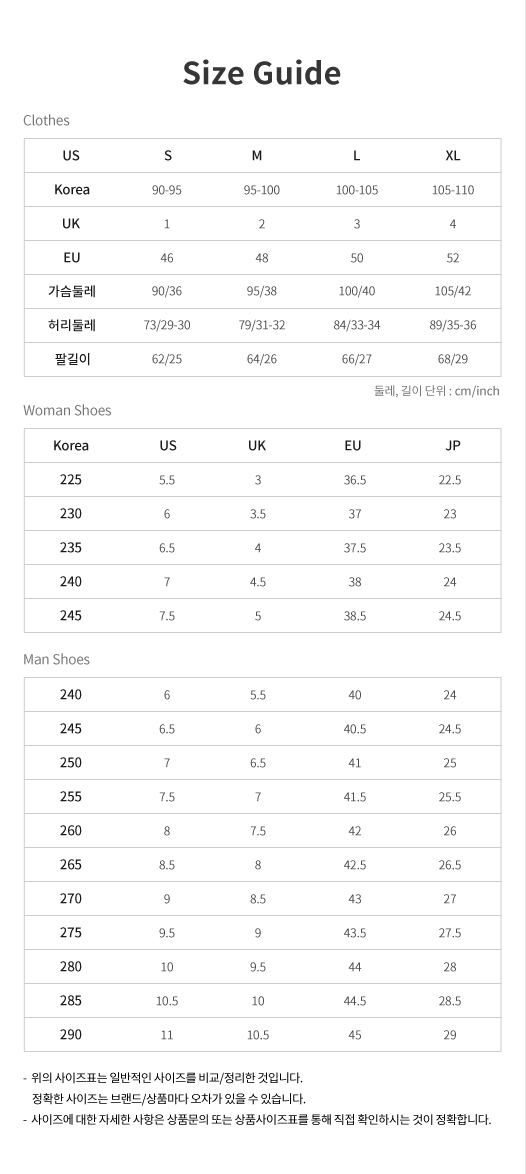 Size Guide
Clothes
US S M L XL
Korea 90-95 95-100 100-105 105-110
UK 1 2 3 4
EU 46 48 50 52
가슴둘레 90/36 95/38 100/40 105/42
허리둘레 73/29-30 79/31-32 84/33-34 89/35-36
팔길이 62/25 64/26 66/27 68/29
둘레, 길이 단위 : cm/inch
Woman Shoes
Korea US UK EU JP
225 5.5 3 36.5 22.5
230 6 3.5 37 23
235 6.5 4 37.5 23.5
240 7 4.5 38 24
245 7.5 5 38.5 24.5
Man Shoes
240 6 5.5 40 24
245 6.5 6 40.5 24.5
250 7 6.5 41 25
255 7.5 7 41.5 25.5
260 8 7.5 42 26
265 8.5 8 42.5 26.5
270 9 8.5 43 27
275 9.5 9 43.5 27.5
280 10 9.5 44 28
285 10.5 10 44.5 28.5
290 11 10.5 45 29
- 위의 사이즈표는 일반적인 사이즈를 비교/정리한 것입니다.
정확한 사이즈는 브랜드/상품마다 오차가 있을 수 있습니다.
- 사이즈에 대한 자세한 사항은 상품문의 또는 상품사이즈표를 통해 직접 확인하시는 것이 정확합니다.